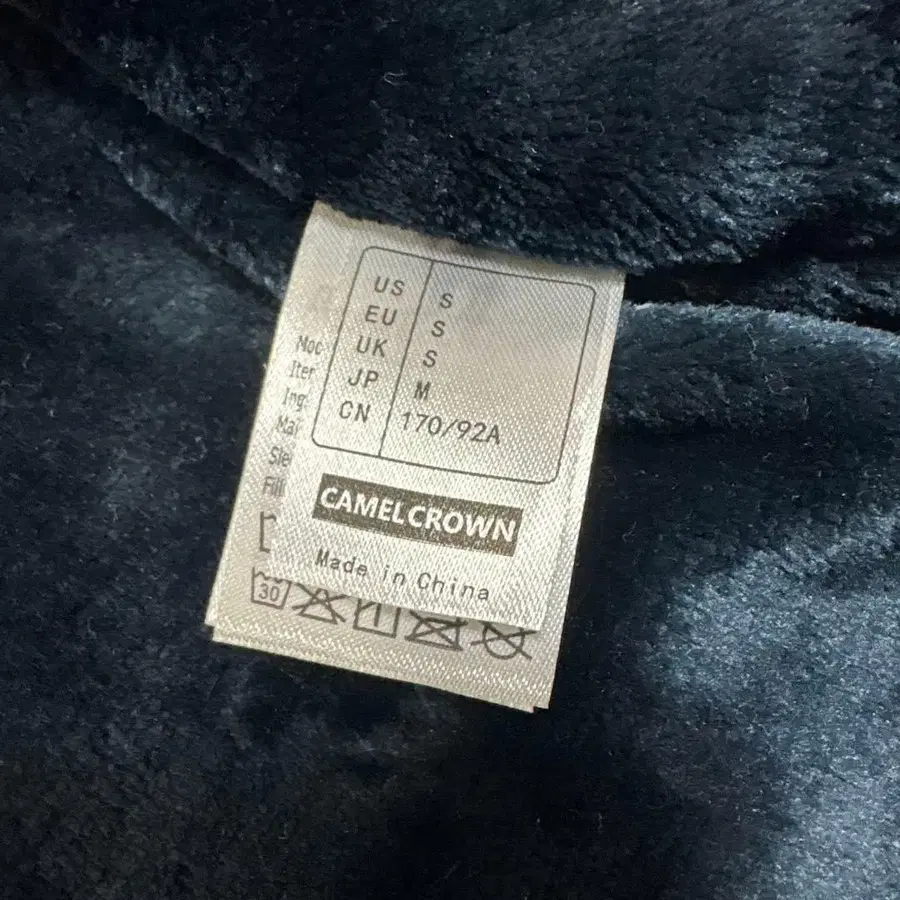 US S
EU S
UK S
JP M
CN 170/92A
CAMELCROWN
Made in China
30